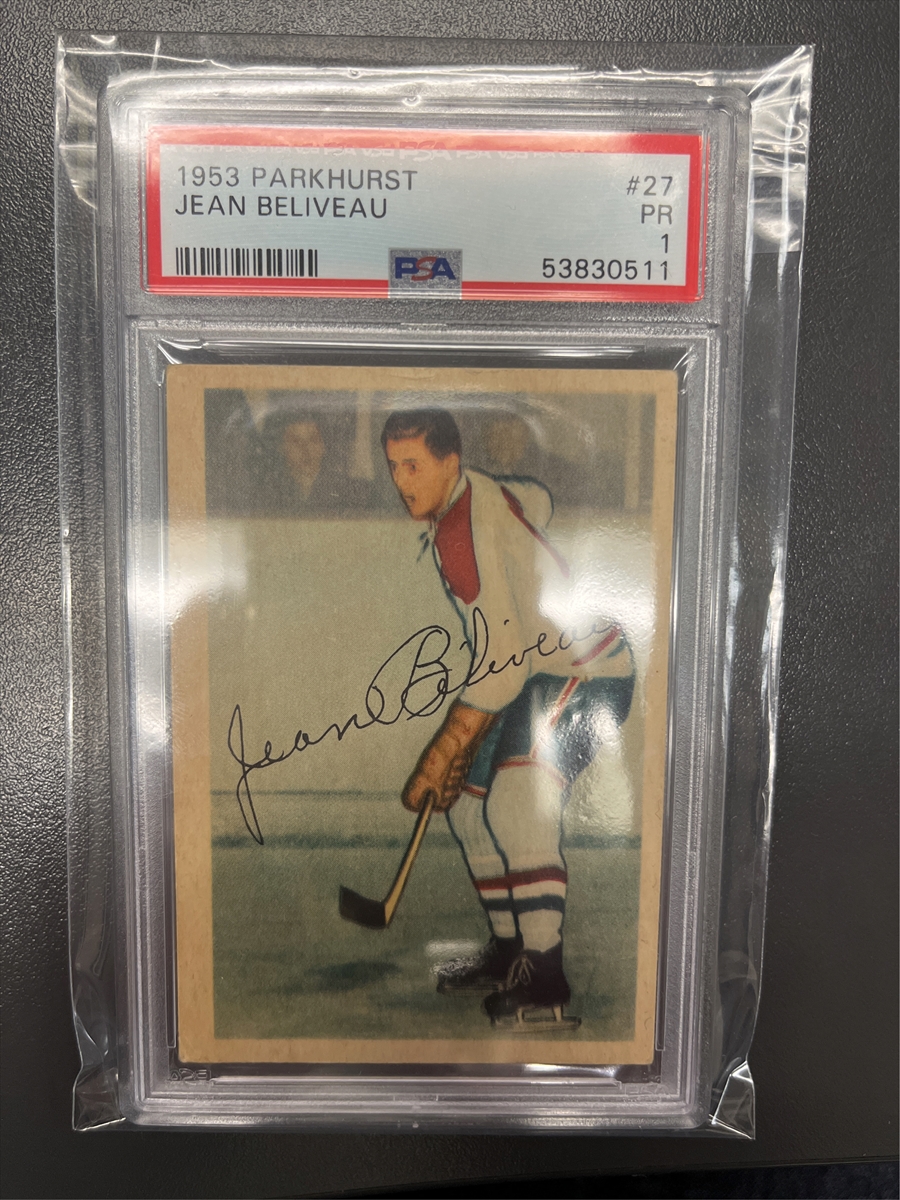 1953 PARKHURST #27
JEAN BELIVEAU PR
1
PSA 53830511
Jean Beliveau